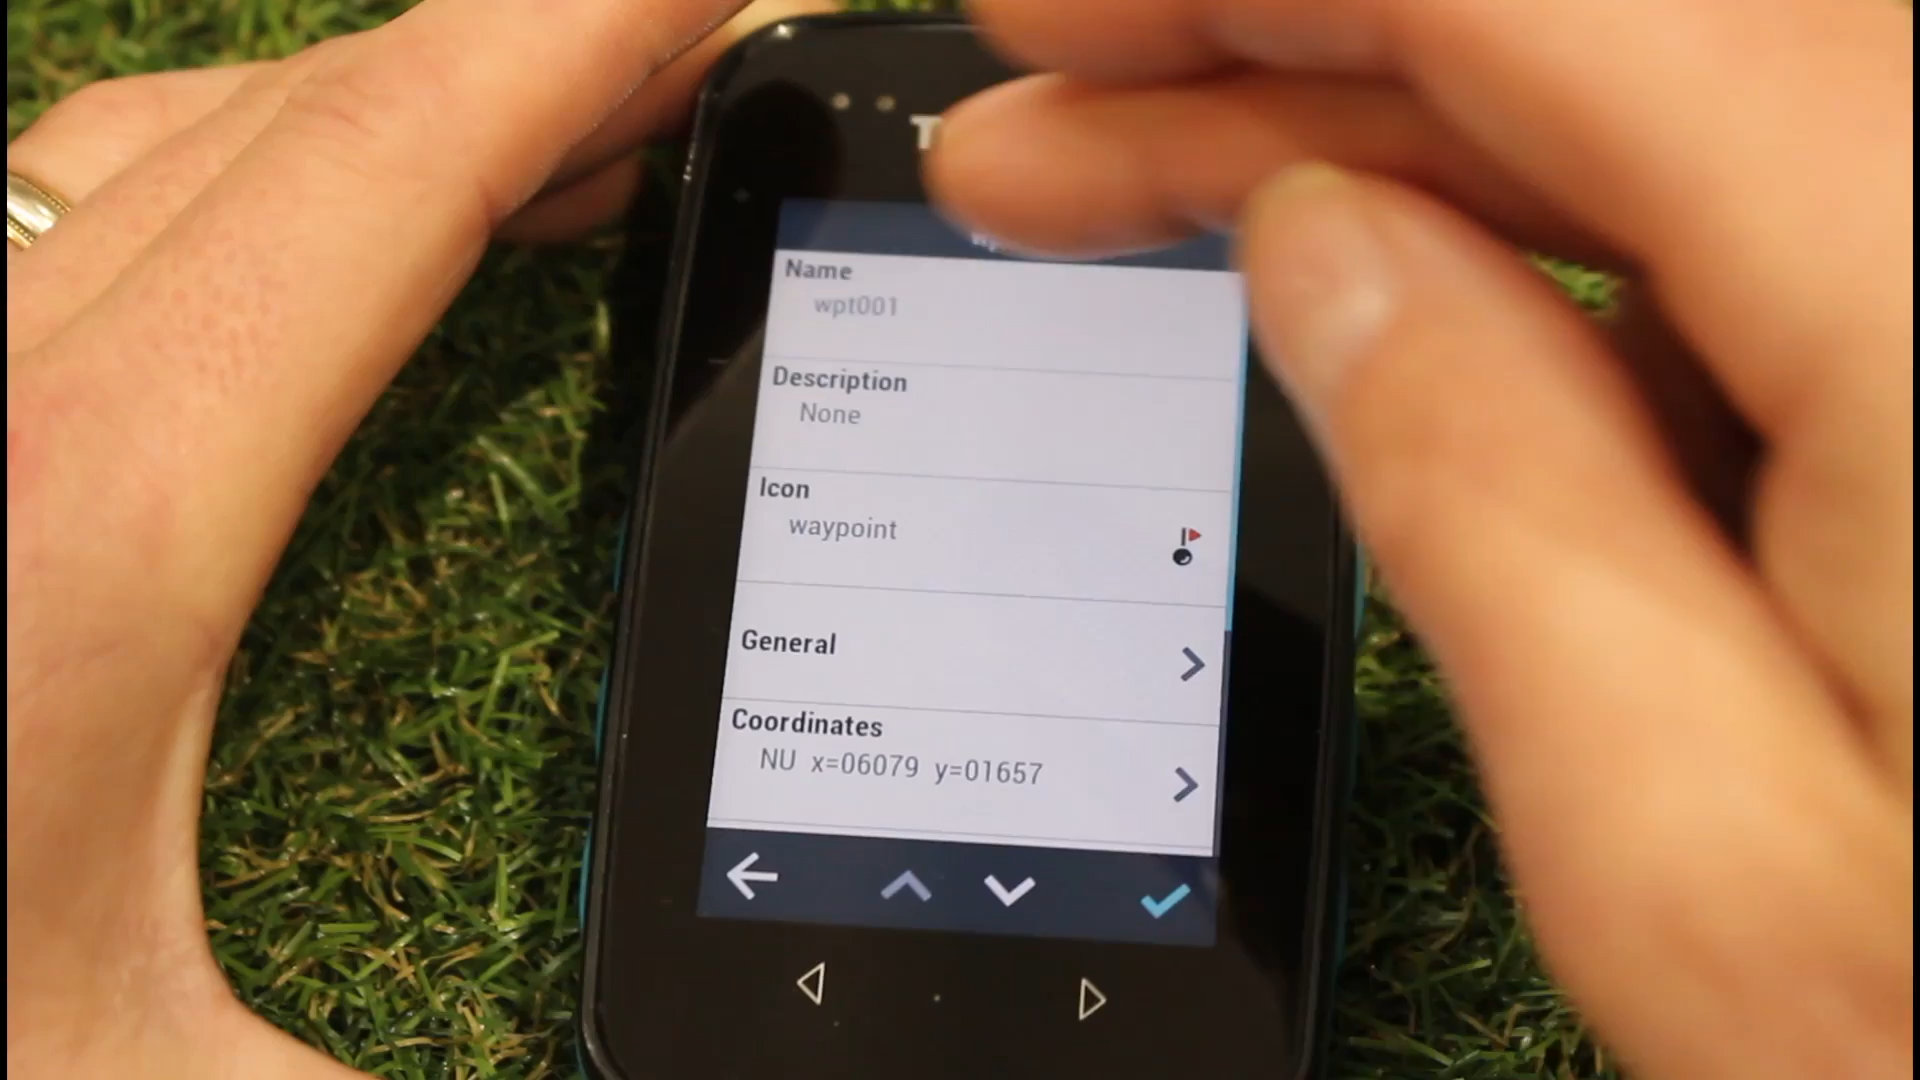 Name
wpt001
Description
None
Icon
waypoint
General
Coordinates
NU x=06079 y=01657